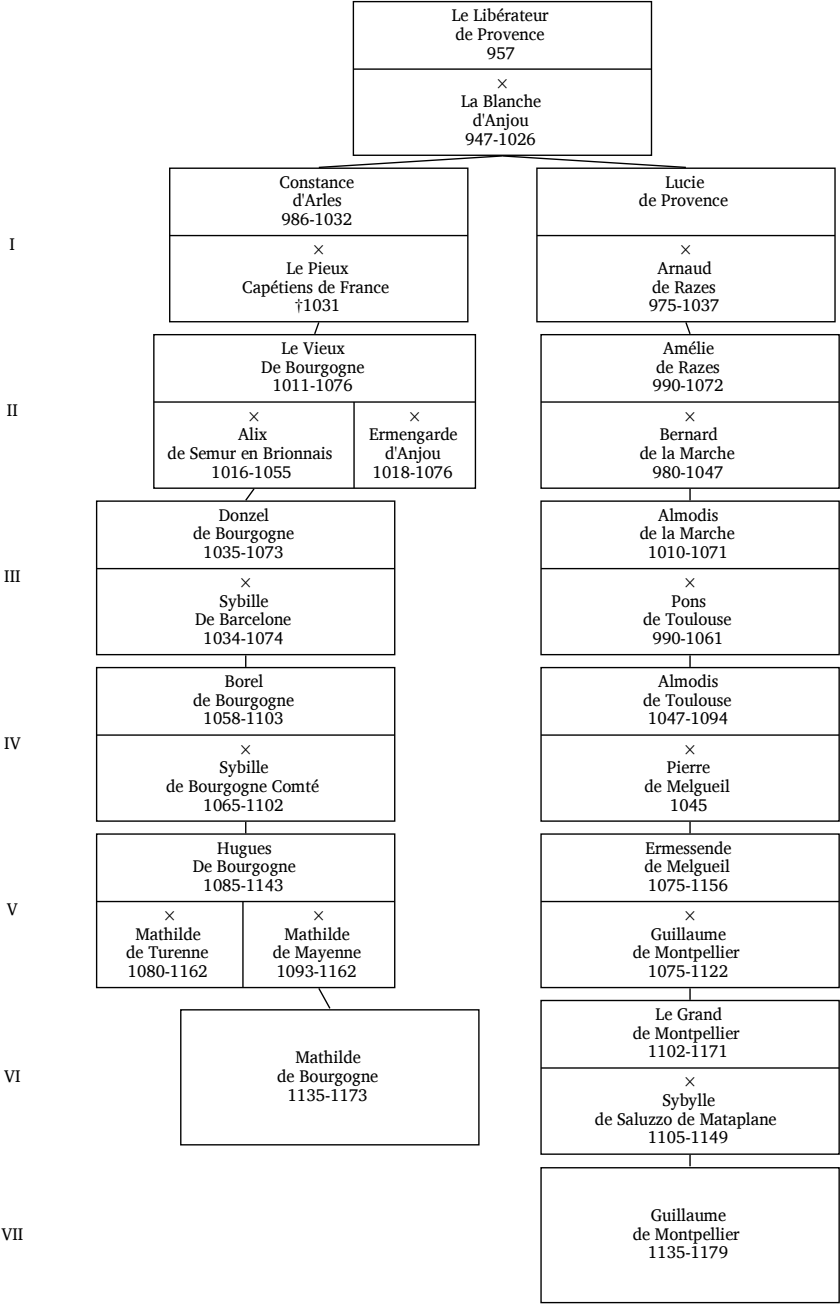 Le Libérateur
de Provence
957
×
La Blanche
d'Anjou
947-1026
I
Constance
d'Arles
986-1032
×
Le Pieux
Capétiens de France
†1031
Lucie
de Provence
×
Arnaud
de Razes
975-1037
II
Le Vieux
De Bourgogne
1011-1076
×
Alix
de Semur en Brionnais
1016-1055
×
Ermengarde
d'Anjou
1018-1076
Amélie
de Razes
990-1072
×
Bernard
de la Marche
980-1047
III
Donzel
de Bourgogne
1035-1073
×
Sybille
De Barcelone
1034-1074
Almodis
de la Marche
1010-1071
×
Pons
de Toulouse
990-1061
IV
Borel
de Bourgogne
1058-1103
×
Sybille
de Bourgogne Comté
1065-1102
Almodis
de Toulouse
1047-1094
×
Pierre
de Melgueil
1045
V
Hugues
De Bourgogne
1085-1143
×
Mathilde
de Turenne
1080-1162
×
Mathilde
de Mayenne
1093-1162
Ermessende
de Melgueil
1075-1156
×
Guillaume
de Montpellier
1075-1122
VI
Mathilde
de Bourgogne
1135-1173
Le Grand
de Montpellier
1102-1171
×
Sybylle
de Saluzzo de Mataplane
1105-1149
VII
Guillaume
de Montpellier
1135-1179